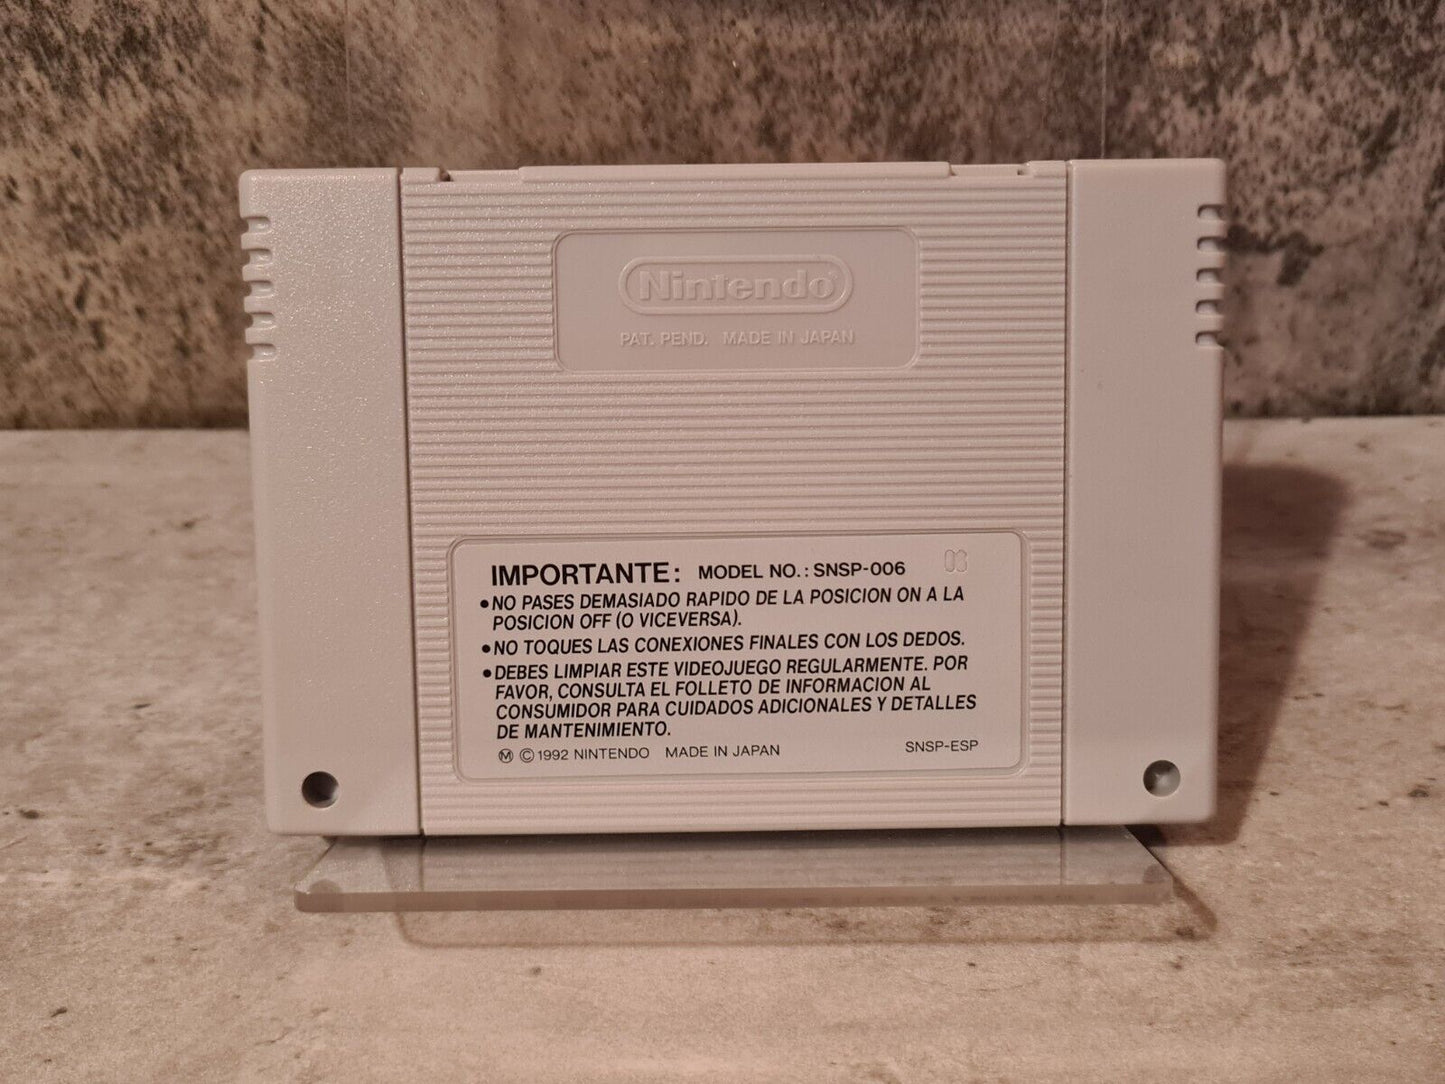 Nintendo®
PAT. PEND. MADE IN JAPAN
IMPORTANTE: MODEL NO.: SNSP-006 03
•NO PASES DEMASIADO RAPIDO DE LA POSICION ON A LA
POSICION OFF (O VICEVERSA).
•NO TOQUES LAS CONEXIONES FINALES CON LOS DEDOS.
•DEBES LIMPIAR ESTE VIDEOJUEGO REGULARMENTE. POR
FAVOR, CONSULTA EL FOLLETO DE INFORMACION AL
CONSUMIDOR PARA CUIDADOS ADICIONALES Y DETALLES
DE MANTENIMIENTO.
Ⓜ ©1992 NINTENDO MADE IN JAPAN SNSP-ESP